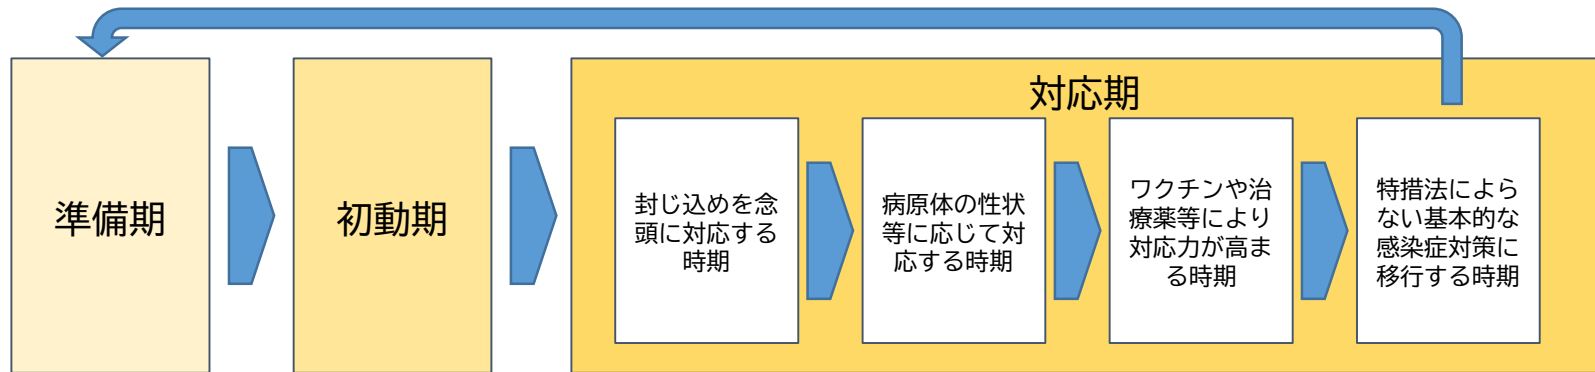 対応期
準備期
初動期
封じ込めを念
頭に対応する
時期
病原体の性状
等に応じて対
応する時期
ワクチンや治
療薬等により
対応力が高ま
る時期
特措法によら
ない基本的な
感染症対策に
移行する時期